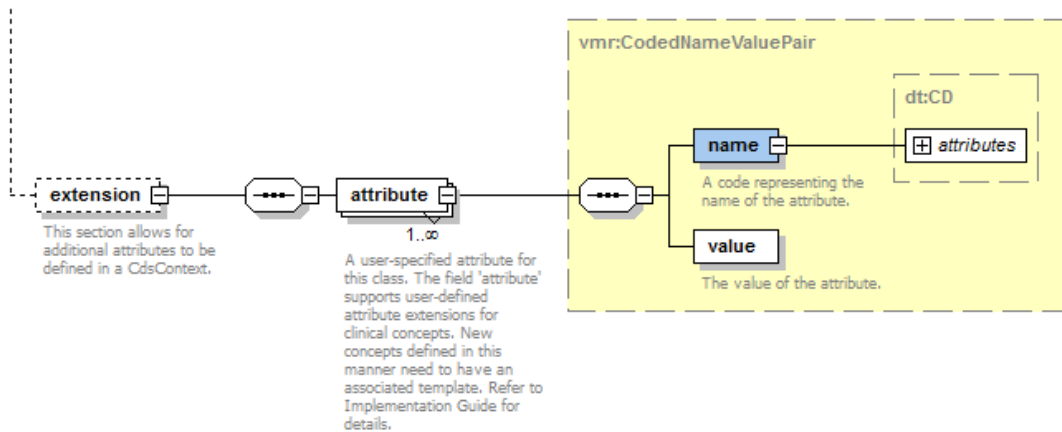 vmr:CodedNameValuePair
dt:CD
name
attributes
A code representing the
name of the attribute.
extension
This section allows for
additional attributes to be
defined in a CdsContext.
attribute
1..∞
A user-specified attribute for
this class. The field 'attribute'
supports user-defined
attribute extensions for
clinical concepts. New
concepts defined in this
manner need to have an
associated template. Refer to
Implementation Guide for
details.
value
The value of the attribute.